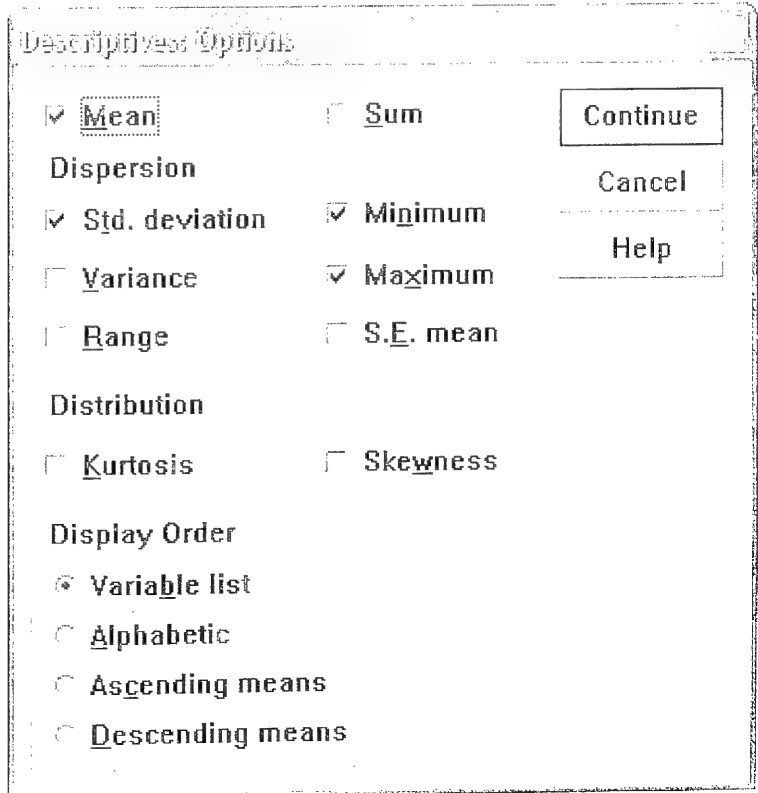 Descriptives: Options
Mean
Sum
Continue
Dispersion
Cancel
Std. deviation
Minimum
Help
Variance
Maximum
Range
S.E. mean
Distribution
Kurtosis
Skewness
Display Order
Variable list
Alphabetic
Ascending means
Descending means